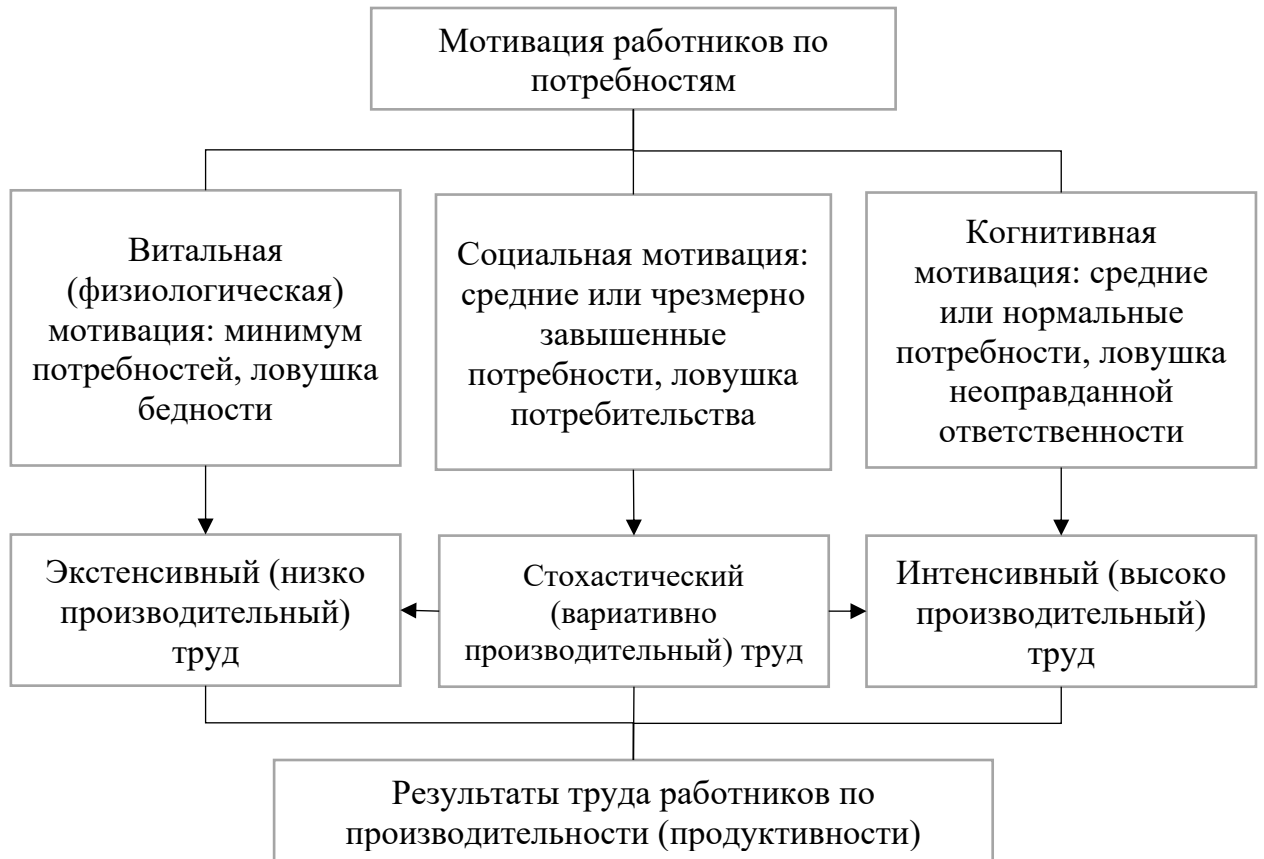 Мотивация работников по
потребностям
Витальная
(физиологическая)
мотивация: минимум
потребностей, ловушка
бедности
Социальная мотивация:
средние или чрезмерно
завышенные
потребности, ловушка
потребительства
Когнитивная
мотивация: средние
или нормальные
потребности, ловушка
неоправданной
ответственности
Экстенсивный (низко
производительный)
труд
Стохастический
(вариативно
производительный) труд
Интенсивный (высоко
производительный)
труд
Результаты труда работников по
производительности (продуктивности)